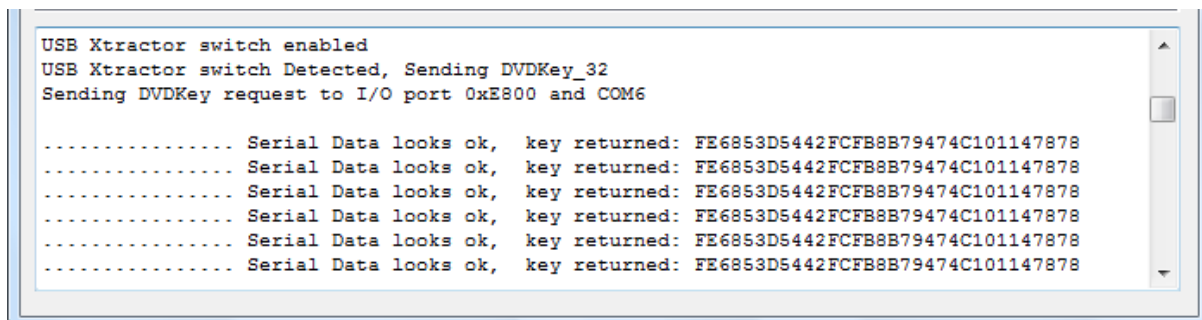 USB Xtractor switch enabled
USB Xtractor switch Detected, Sending DVDKey_32
Sending DVDKey request to I/O port 0xE800 and COM6
................ Serial Data looks ok,  key returned: FE6853D5442FCFB8B79474C101147878
................ Serial Data looks ok,  key returned: FE6853D5442FCFB8B79474C101147878
................ Serial Data looks ok,  key returned: FE6853D5442FCFB8B79474C101147878
................ Serial Data looks ok,  key returned: FE6853D5442FCFB8B79474C101147878
................ Serial Data looks ok,  key returned: FE6853D5442FCFB8B79474C101147878
................ Serial Data looks ok,  key returned: FE6853D5442FCFB8B79474C101147878